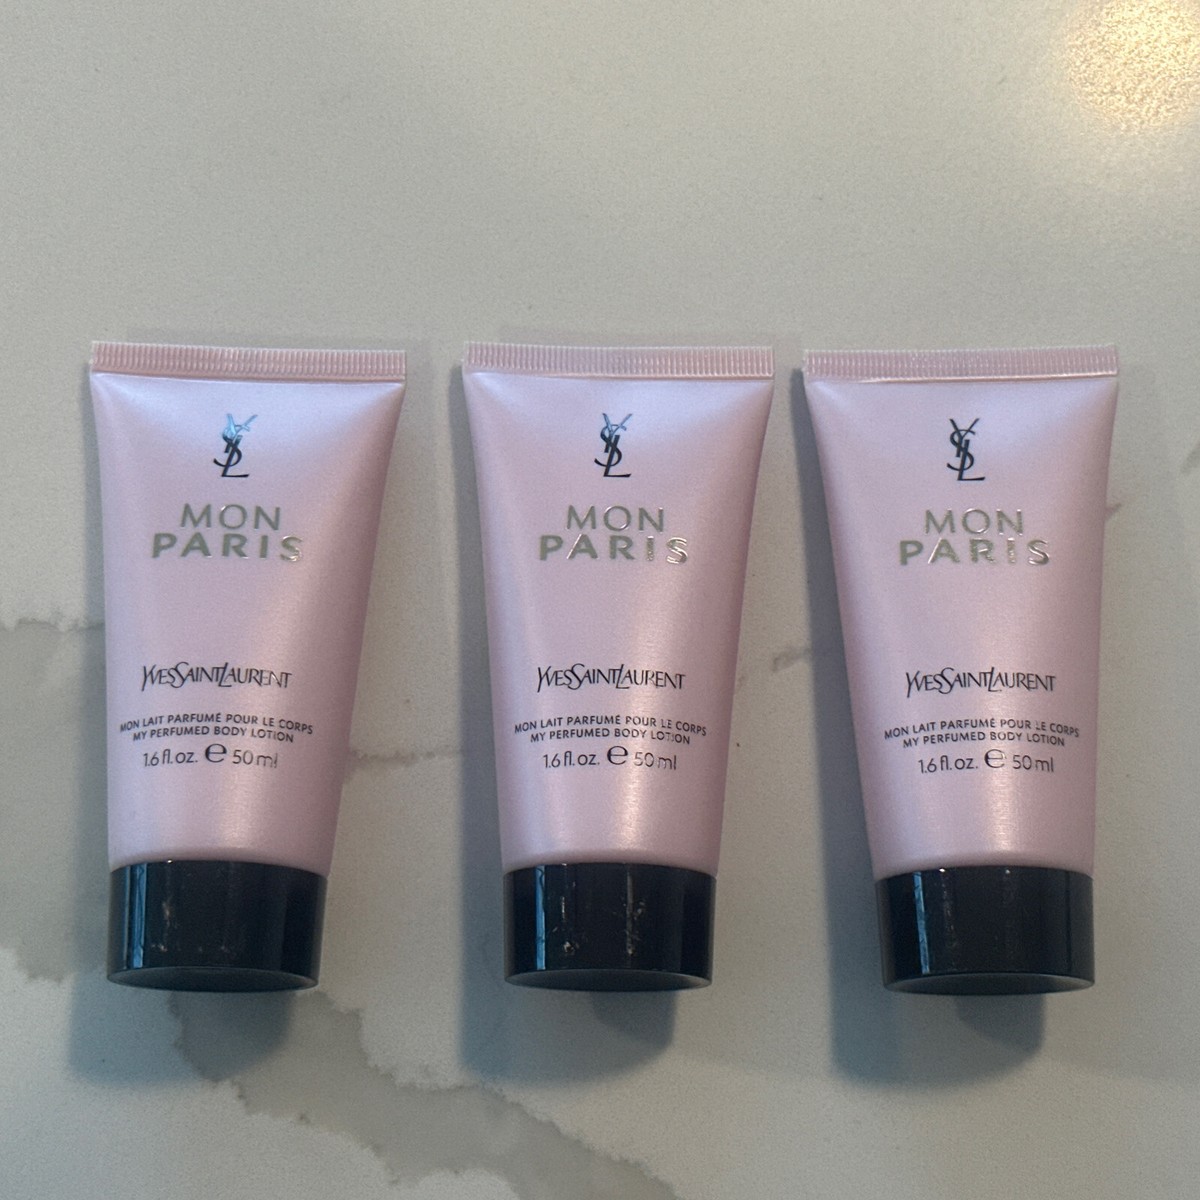 YSL
MON
PARIS
YVESSAINTLAURENT
MON LAIT PARFUMÉ POUR LE CORPS
MY PERFUMED BODY LOTION
1.6 fl. oz. ℮ 50 ml
YSL
MON
PARIS
YVESSAINTLAURENT
MON LAIT PARFUMÉ POUR LE CORPS
MY PERFUMED BODY LOTION
1.6 fl. oz. ℮ 50 ml
YSL
MON
PARIS
YVESSAINTLAURENT
MON LAIT PARFUMÉ POUR LE CORPS
MY PERFUMED BODY LOTION
1.6 fl. oz. ℮ 50 ml